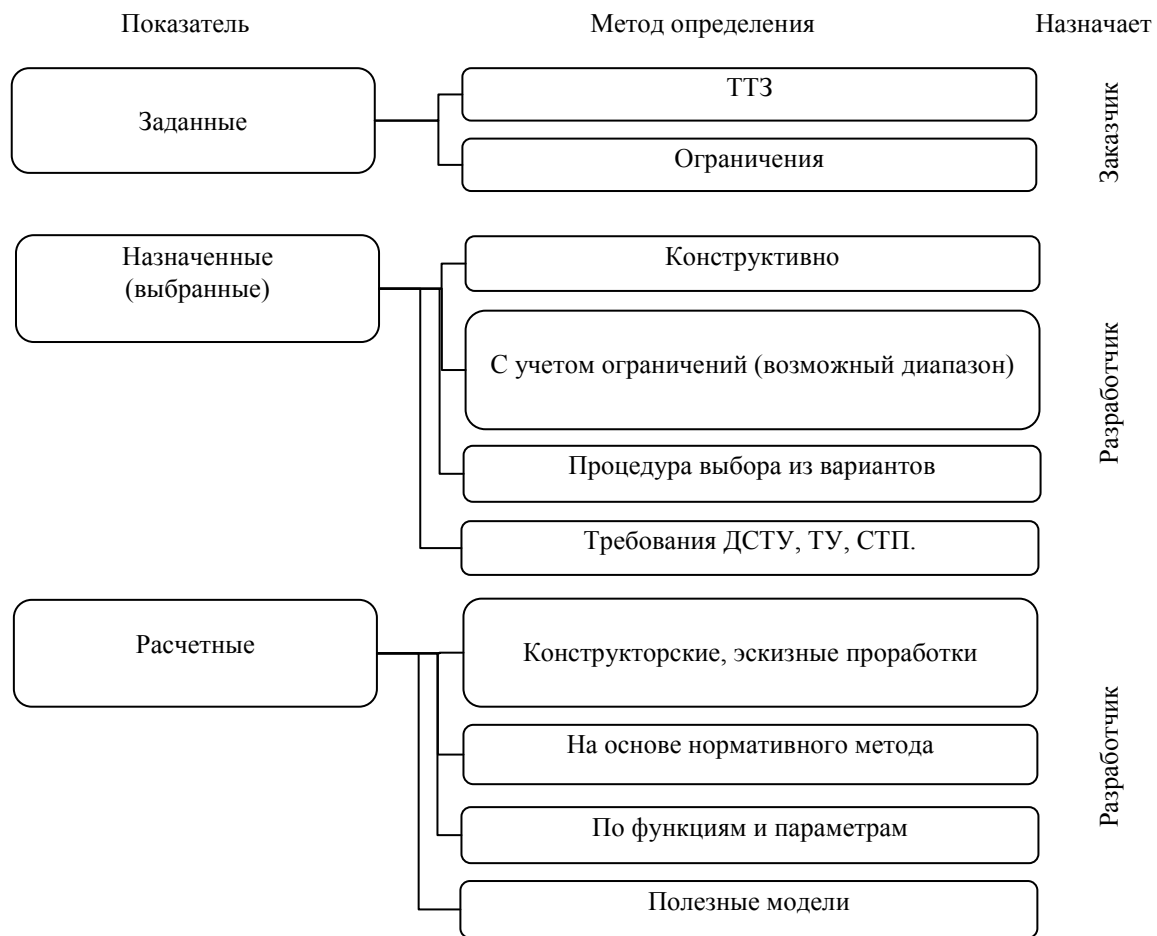 Показатель
Метод определения
Назначает
Заданные
ТТЗ
Ограничения
Заказчик
Назначенные
(выбранные)
Конструктивно
С учетом ограничений (возможный диапазон)
Процедура выбора из вариантов
Требования ДСТУ, ТУ, СТП.
Разработчик
Расчетные
Конструкторские, эскизные проработки
На основе нормативного метода
По функциям и параметрам
Полезные модели
Разработчик